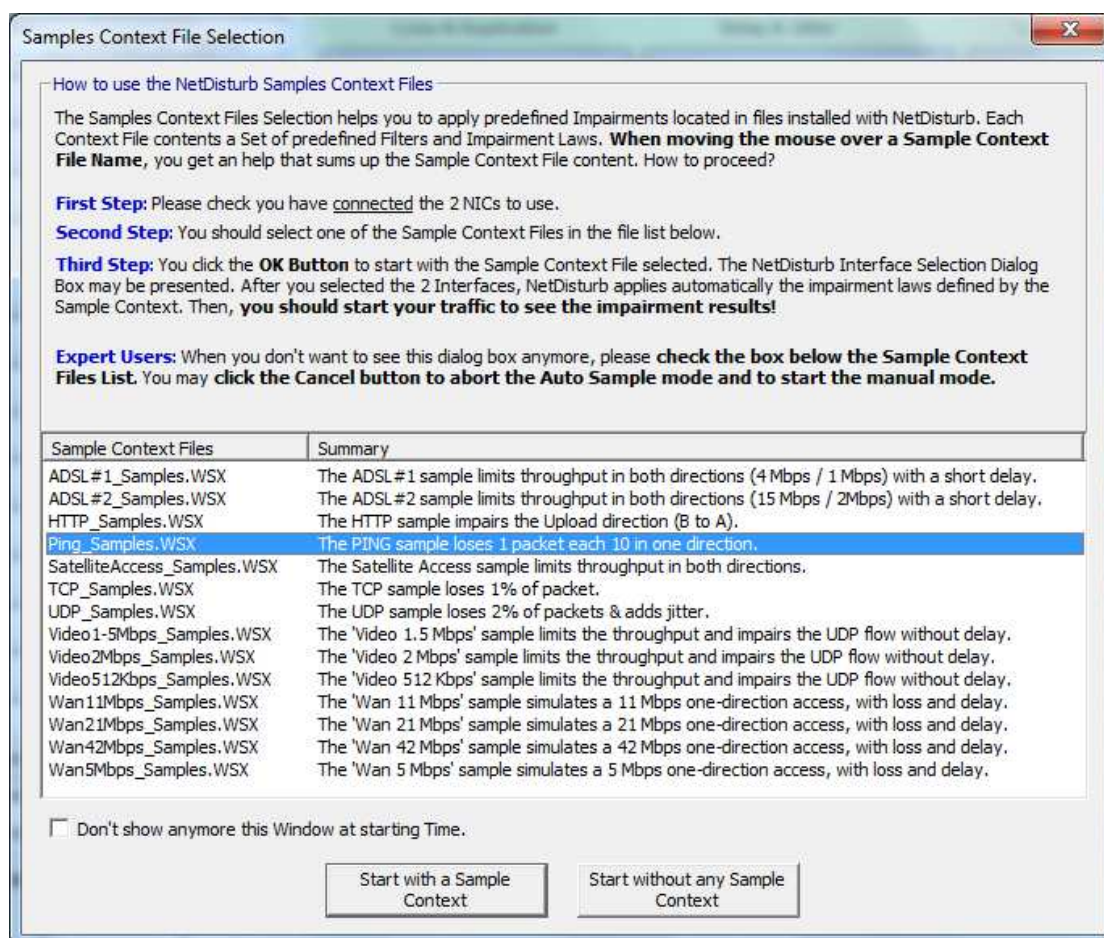 Samples Context File Selection
How to use the NetDisturb Samples Context Files
The Samples Context Files Selection helps you to apply predefined Impairments located in files installed with NetDisturb. Each
Context File contents a Set of predefined Filters and Impairment Laws. When moving the mouse over a Sample Context
File Name, you get an help that sums up the Sample Context File content. How to proceed?
First Step: Please check you have connected the 2 NICs to use.
Second Step: You should select one of the Sample Context Files in the file list below.
Third Step: You click the OK Button to start with the Sample Context File selected. The NetDisturb Interface Selection Dialog
Box may be presented. After you selected the 2 Interfaces, NetDisturb applies automatically the impairment laws defined by the
Sample Context. Then, you should start your traffic to see the impairment results!
Expert Users: When you don't want to see this dialog box anymore, please check the box below the Sample Context
Files List. You may click the Cancel button to abort the Auto Sample mode and to start the manual mode.
Sample Context Files Summary
ADSL#1_Samples.WSX The ADSL#1 sample limits throughput in both directions (4 Mbps / 1 Mbps) with a short delay.
ADSL#2_Samples.WSX The ADSL#2 sample limits throughput in both directions (15 Mbps / 2Mbps) with a short delay.
HTTP_Samples.WSX The HTTP sample impairs the Upload direction (B to A).
Ping_Samples.WSX The PING sample loses 1 packet each 10 in one direction.
SatelliteAccess_Samples.WSX The Satellite Access sample limits throughput in both directions.
TCP_Samples.WSX The TCP sample loses 1% of packet.
UDP_Samples.WSX The UDP sample loses 2% of packets & adds jitter.
Video1-5Mbps_Samples.WSX The 'Video 1.5 Mbps' sample limits the throughput and impairs the UDP flow without delay.
Video2Mbps_Samples.WSX The 'Video 2 Mbps' sample limits the throughput and impairs the UDP flow without delay.
Video512Kbps_Samples.WSX The 'Video 512 Kbps' sample limits the throughput and impairs the UDP flow without delay.
Wan11Mbps_Samples.WSX The 'Wan 11 Mbps' sample simulates a 11 Mbps one-direction access, with loss and delay.
Wan21Mbps_Samples.WSX The 'Wan 21 Mbps' sample simulates a 21 Mbps one-direction access, with loss and delay.
Wan42Mbps_Samples.WSX The 'Wan 42 Mbps' sample simulates a 42 Mbps one-direction access, with loss and delay.
Wan5Mbps_Samples.WSX The 'Wan 5 Mbps' sample simulates a 5 Mbps one-direction access, with loss and delay.
Don't show anymore this Window at starting Time.
Start with a Sample
Context
Start without any Sample
Context